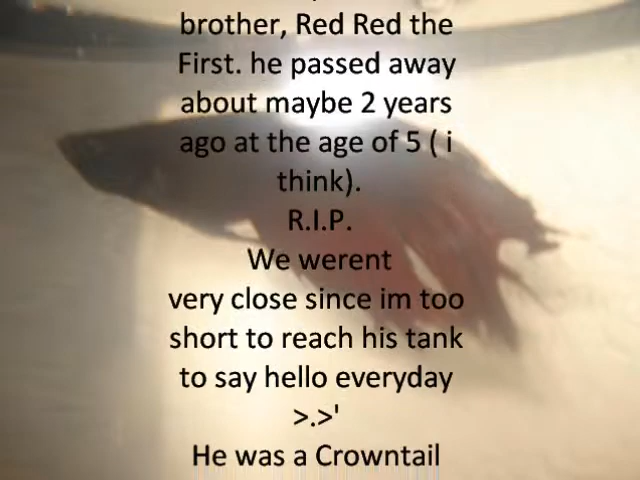 brother, Red Red the
First. he passed away
about maybe 2 years
ago at the age of 5 ( i
think).
R.I.P.
We werent
very close since im too
short to reach his tank
to say hello everyday
>.>'
He was a Crowntail